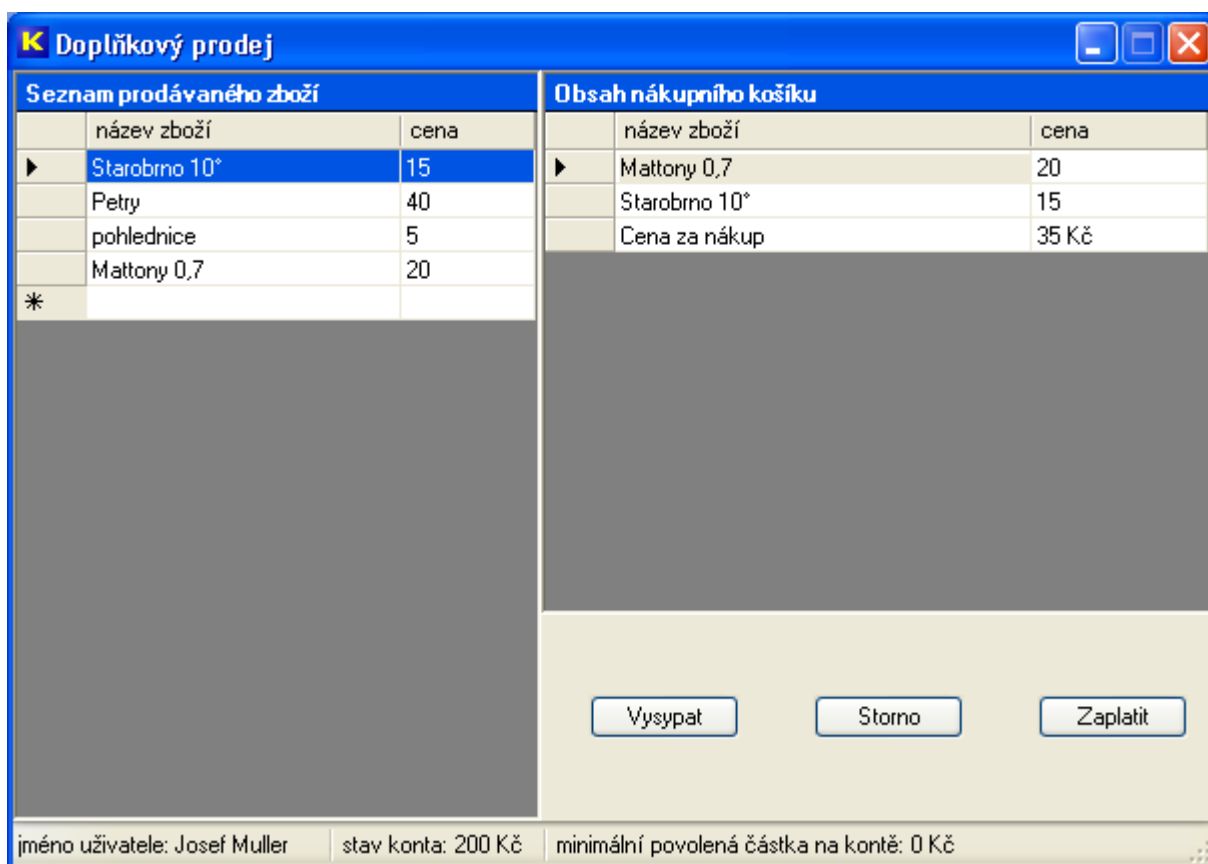 K Doplňkový prodej
Seznam prodávaného zboží
název zboží cena
Starobrno 10° 15
Petry 40
pohlednice 5
Mattony 0,7 20
Obsah nákupního košíku
název zboží cena
Mattony 0,7 20
Starobrno 10° 15
Cena za nákup 35 Kč
Vysypat Storno Zaplatit
jméno uživatele: Josef Muller stav konta: 200 Kč minimální povolená částka na kontě: 0 Kč